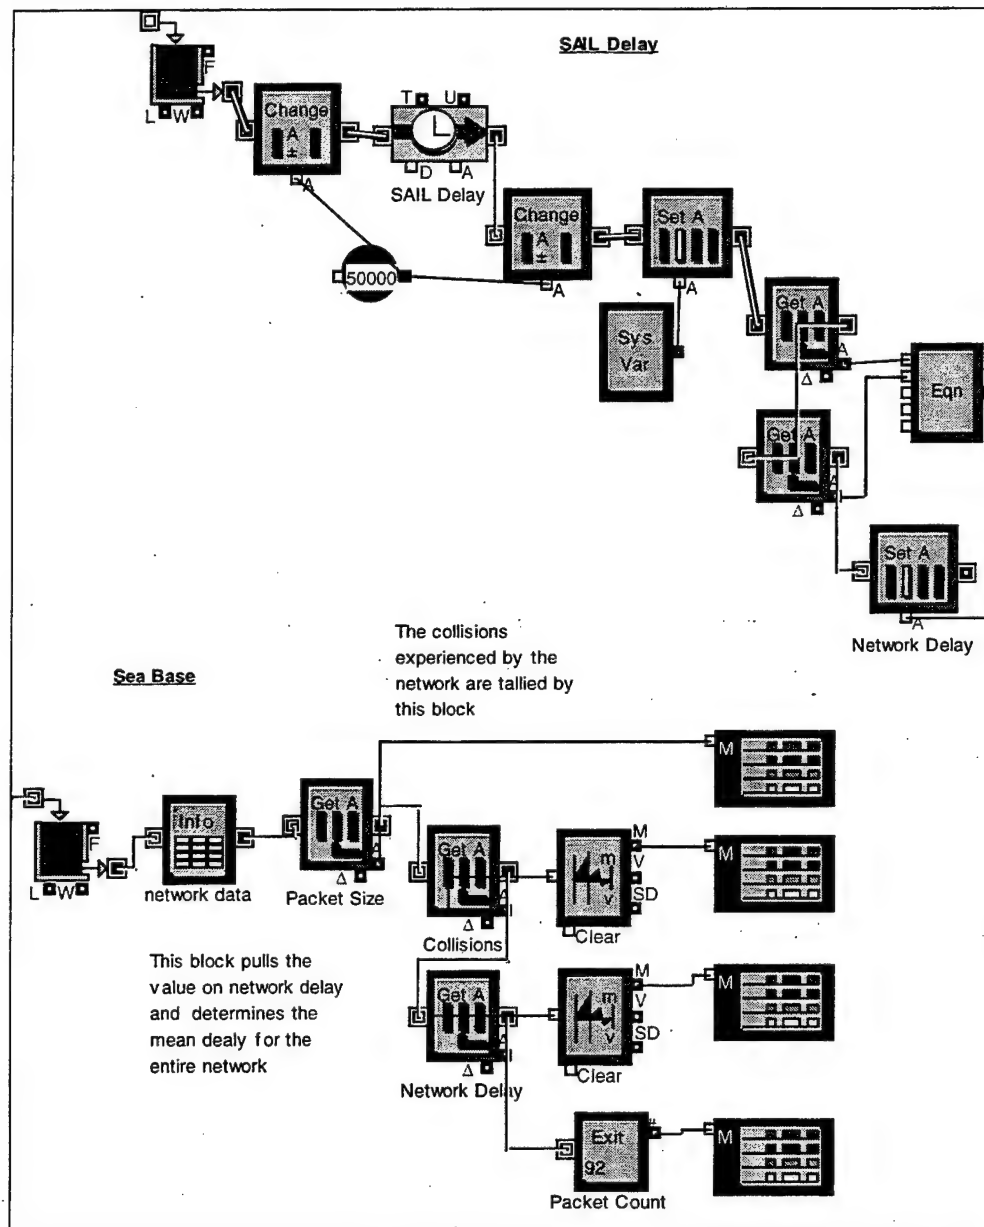 SAIL Delay
F
L W
Change
A
±
A
T U
D A
SAIL Delay
50000
Change
A
±
A
Set A
A
Sys
Var
Get A
A
Δ
Eqn
Get A
A
Δ
Set A
A
Network Delay
The collisions
experienced by the
network are tallied by
this block
Sea Base
F
L W
Info
network data
Get A
A
Δ
Packet Size
M
Get A
Δ
Collisions
m
v
M
V
SD
Clear
M
This block pulls the
value on network delay
and determines the
mean dealy for the
entire network
Get A
Δ
Network Delay
m
v
M
V
SD
Clear
M
Exit
92
#
Packet Count
M